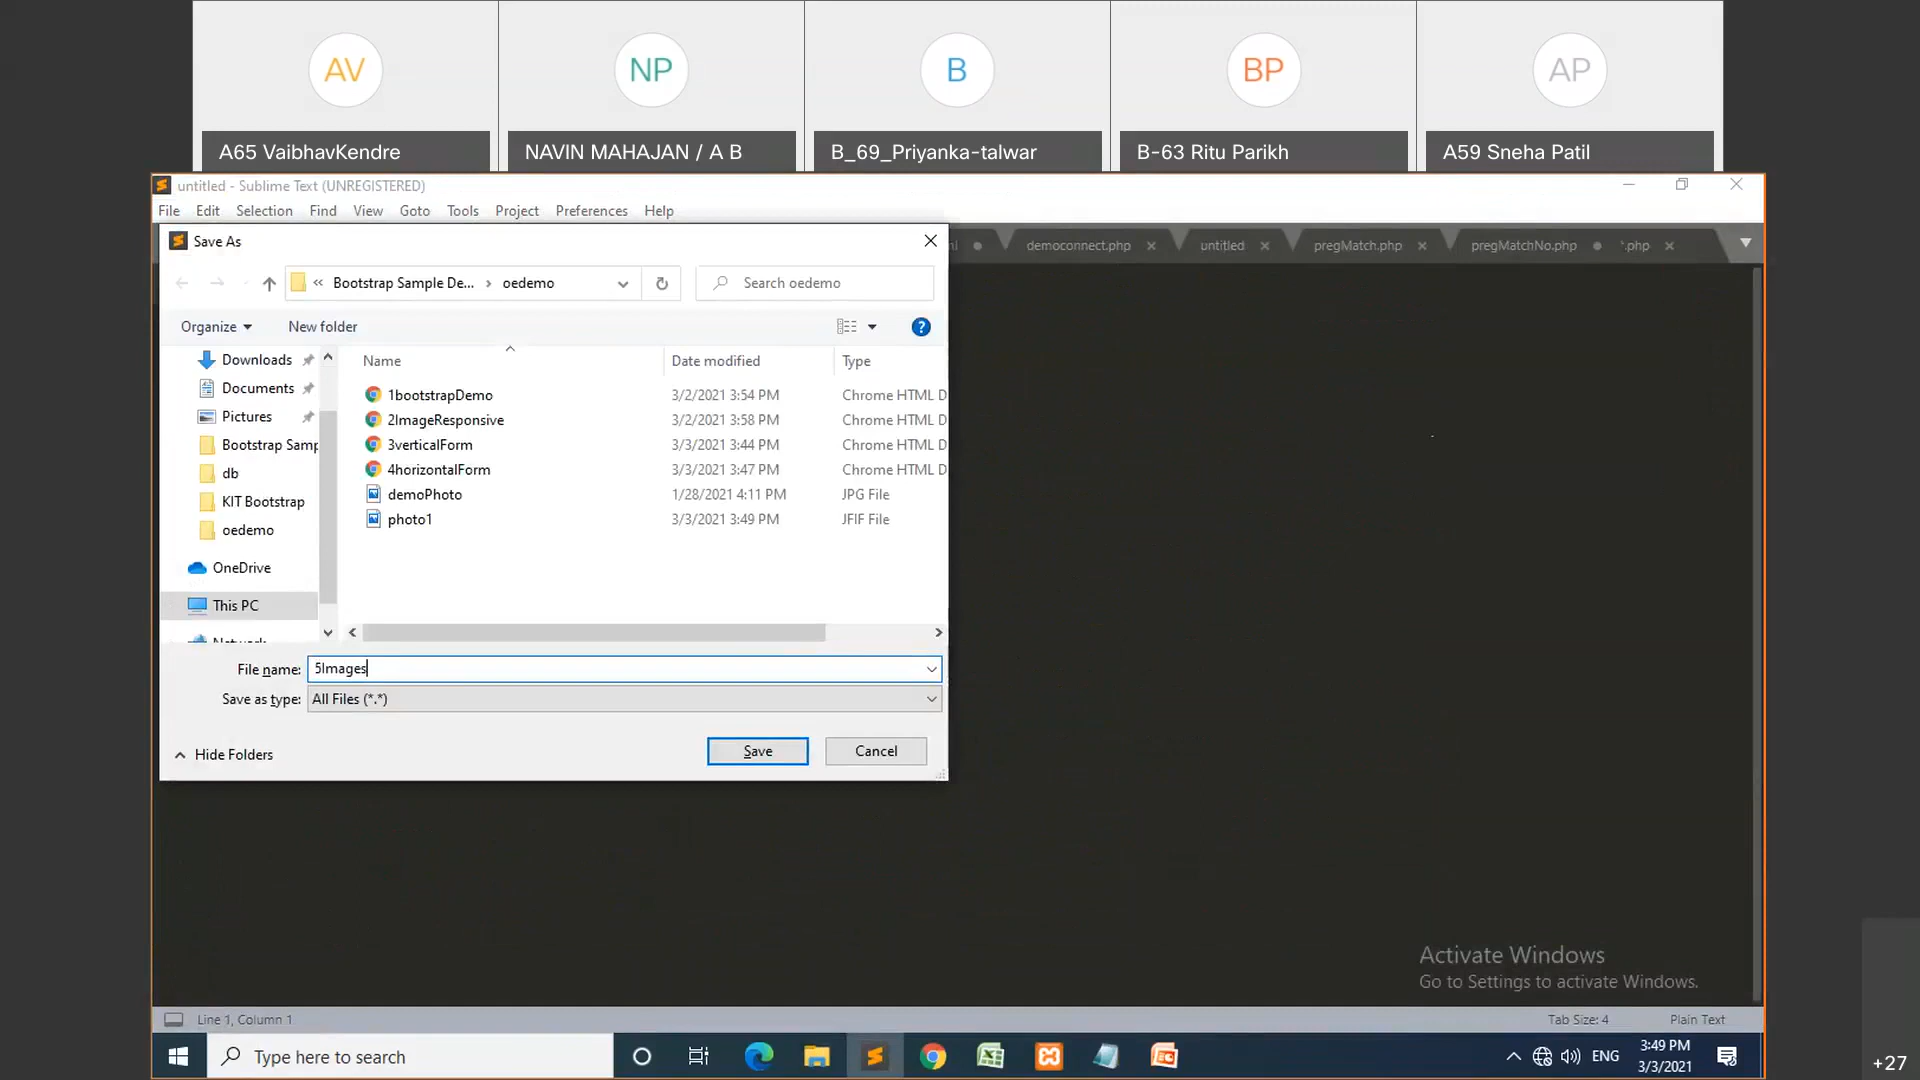 AV
NP
B
BP
AP
A65 VaibhavKendre
NAVIN MAHAJAN / A B
B_69_Priyanka-talwar
B-63 Ritu Parikh
A59 Sneha Patil
untitled - Sublime Text (UNREGISTERED)
File Edit Selection Find View Goto Tools Project Preferences Help
Save As
democonnect.php
untitled
pregMatch.php
pregMatchNo.php
'.php
« Bootstrap Sample De... › oedemo
Search oedemo
Organize
New folder
Name Date modified Type
Downloads
Documents
Pictures
Bootstrap Samp
db
KIT Bootstrap
oedemo
OneDrive
This PC
Network
1bootstrapDemo 3/2/2021 3:54 PM Chrome HTML D
2ImageResponsive 3/2/2021 3:58 PM Chrome HTML D
3verticalForm 3/3/2021 3:44 PM Chrome HTML D
4horizontalForm 3/3/2021 3:47 PM Chrome HTML D
demoPhoto 1/28/2021 4:11 PM JPG File
photo1 3/3/2021 3:49 PM JFIF File
File name: 5Images
Save as type: All Files (*.*)
Hide Folders
Save
Cancel
Activate Windows
Go to Settings to activate Windows.
Line 1, Column 1
Tab Size: 4
Plain Text
Type here to search
ENG
3:49 PM
3/3/2021
+27